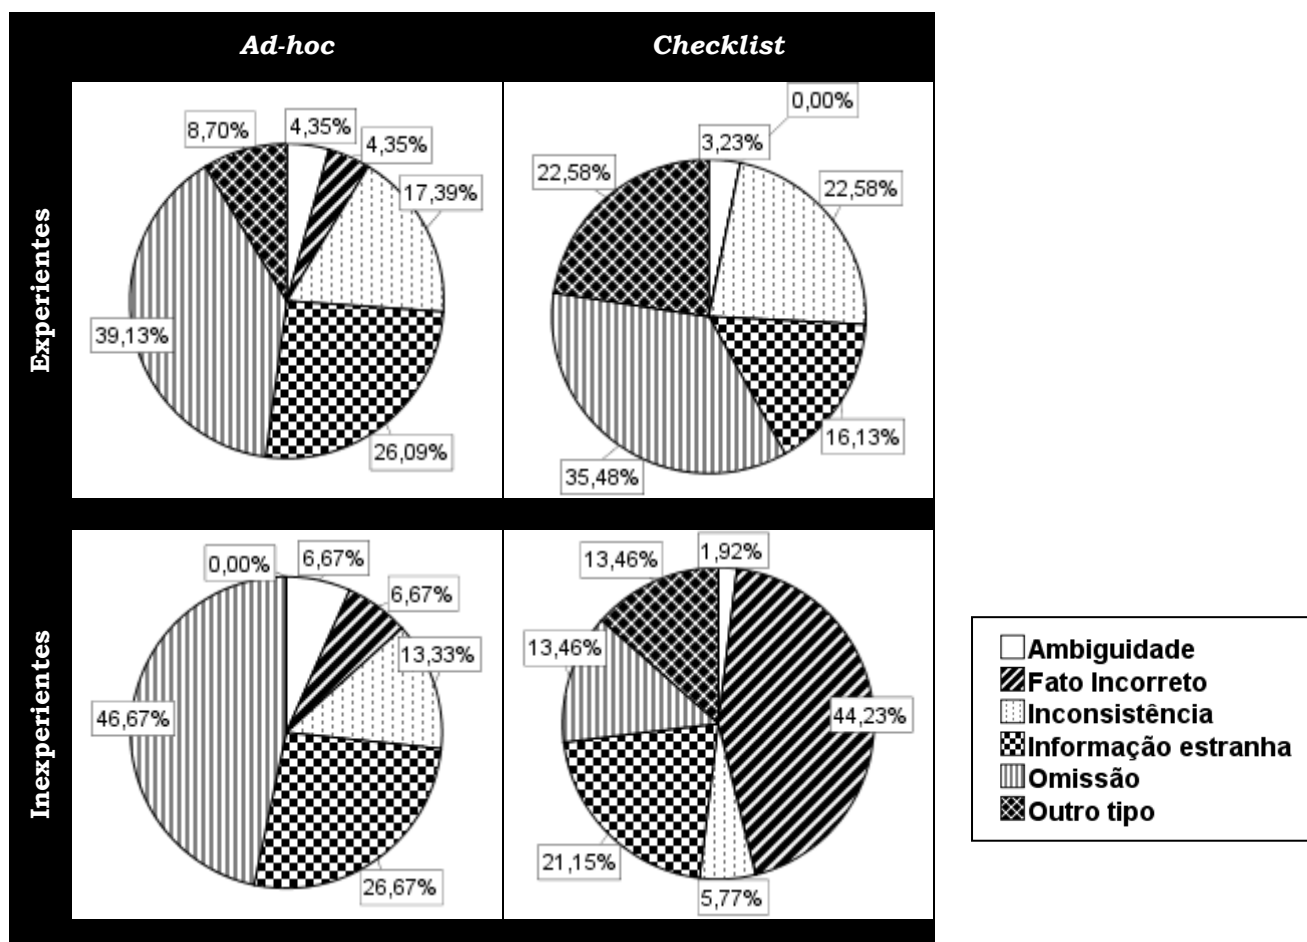 Ad-hoc
Checklist
Experientes
8,70%
4,35%
4,35%
17,39%
39,13%
26,09%
0,00%
3,23%
22,58%
22,58%
16,13%
35,48%
Inexperientes
0,00%
6,67%
6,67%
13,33%
46,67%
26,67%
13,46%
1,92%
13,46%
44,23%
21,15%
5,77%
Ambiguidade
Fato Incorreto
Inconsistência
Informação estranha
Omissão
Outro tipo